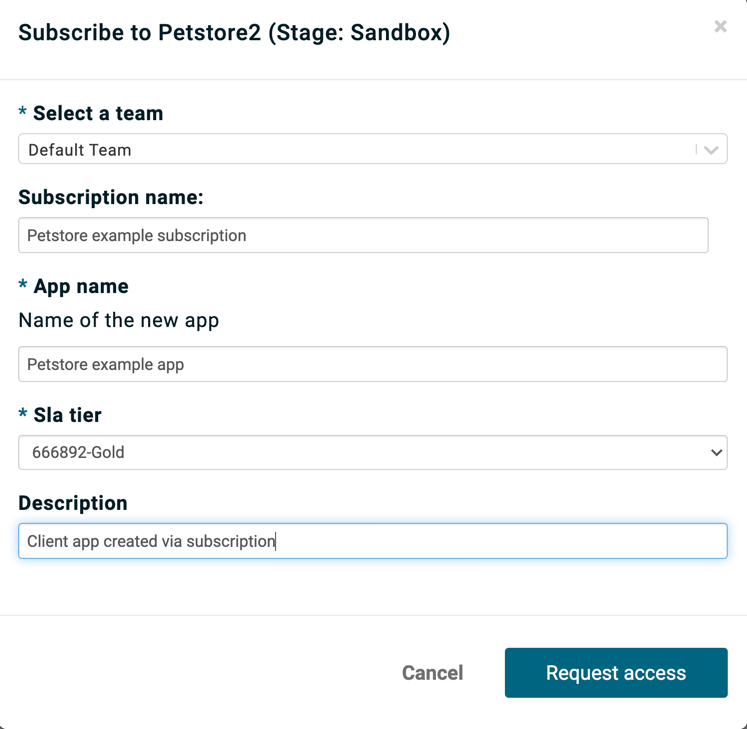 Subscribe to Petstore2 (Stage: Sandbox)
×
* Select a team
Default Team
Subscription name:
Petstore example subscription
* App name
Name of the new app
Petstore example app
* Sla tier
666892-Gold
Description
Client app created via subscription
Cancel
Request access